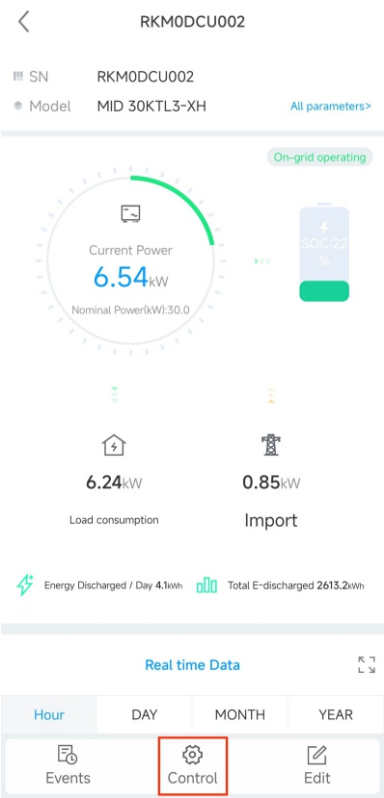 RKM0DCU002
SN RKM0DCU002
Model MID 30KTL3-XH All parameters>
On-grid operating
Current Power
6.54kW
Nominal Power(kW):30.0
SOC:22
%
6.24kW
Load consumption
0.85kW
Import
Energy Discharged / Day 4.1kWh Total E-discharged 2613.2kWh
Real time Data
Hour DAY MONTH YEAR
Events Control Edit